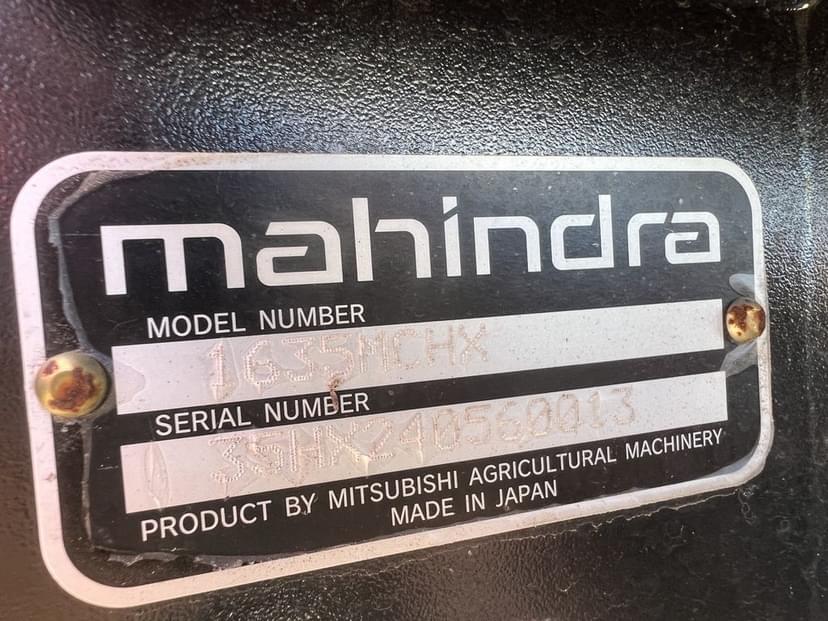 mahindra
MODEL NUMBER
1635MCHX
SERIAL NUMBER
35HX240560013
PRODUCT BY MITSUBISHI AGRICULTURAL MACHINERY
MADE IN JAPAN